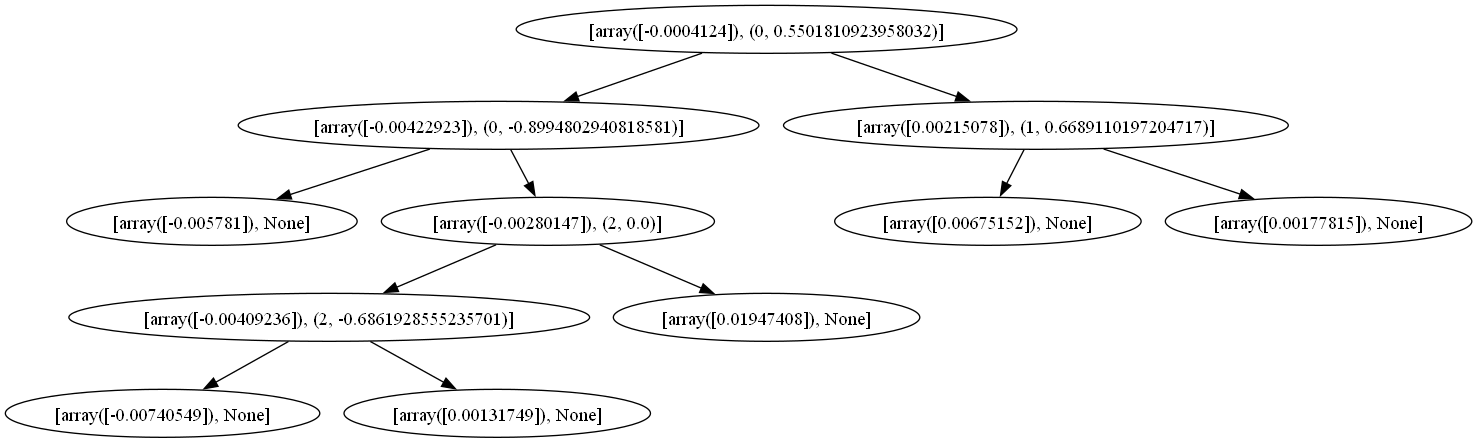 [array([-0.0004124]), (0, 0.5501810923958032)]
[array([-0.00422923]), (0, -0.8994802940818581)]
[array([0.00215078]), (1, 0.6689110197204717)]
[array([-0.005781]), None]
[array([-0.00280147]), (2, 0.0)]
[array([0.00675152]), None]
[array([0.00177815]), None]
[array([-0.00409236]), (2, -0.6861928555235701)]
[array([0.01947408]), None]
[array([-0.00740549]), None]
[array([0.00131749]), None]